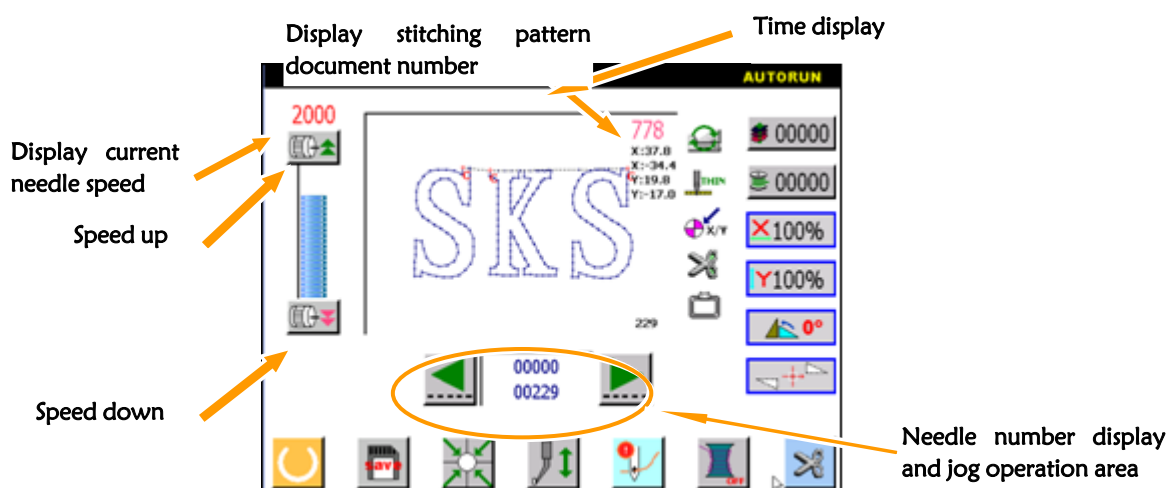 Display stitching pattern
document number
Time display
AUTORUN
2000
Display current
needle speed
Speed up
Speed down
778
X:37.8
X:-34.4
Y:19.8
Y:-17.0
SKS
229
THIN
X/Y
00000
00000
X100%
Y100%
0°
00000
00229
save
OFF
Needle number display
and jog operation area